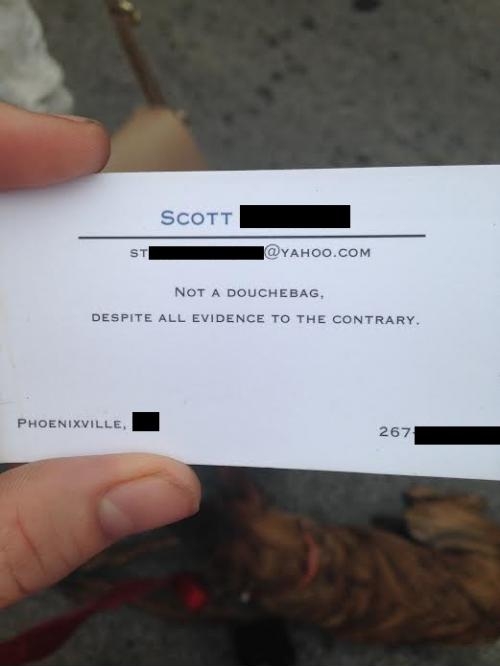 Scott
st @yahoo.com
Not a douchebag,
despite all evidence to the contrary.
Phoenixville,
267-